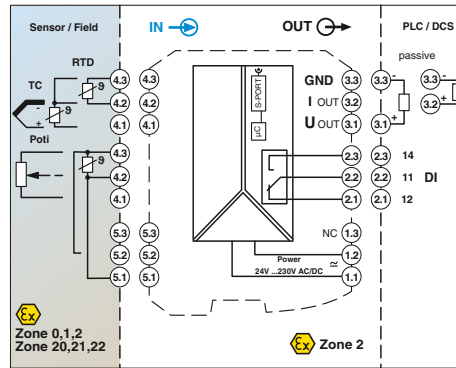 Sensor / Field
IN
OUT
PLC / DCS
RTD
TC
-
+
ϑ
ϑ
Poti
ϑ
4.3
4.2
4.1
4.3
4.2
4.1
5.3
5.2
5.1
4.3
4.2
4.1
5.3
5.2
5.1
S-PORT
µC
GND
I OUT
U OUT
3.3
3.2
3.1
2.3
2.2
2.1
NC
1.3
1.2
1.1
Power
24V ...230V AC/DC
≂
3.3
3.1
-
+
passive
3.3
-
3.2
+
2.3
14
2.2
11
DI
2.1
12
Ex
Zone 0,1,2
Zone 20,21,22
Ex
Zone 2